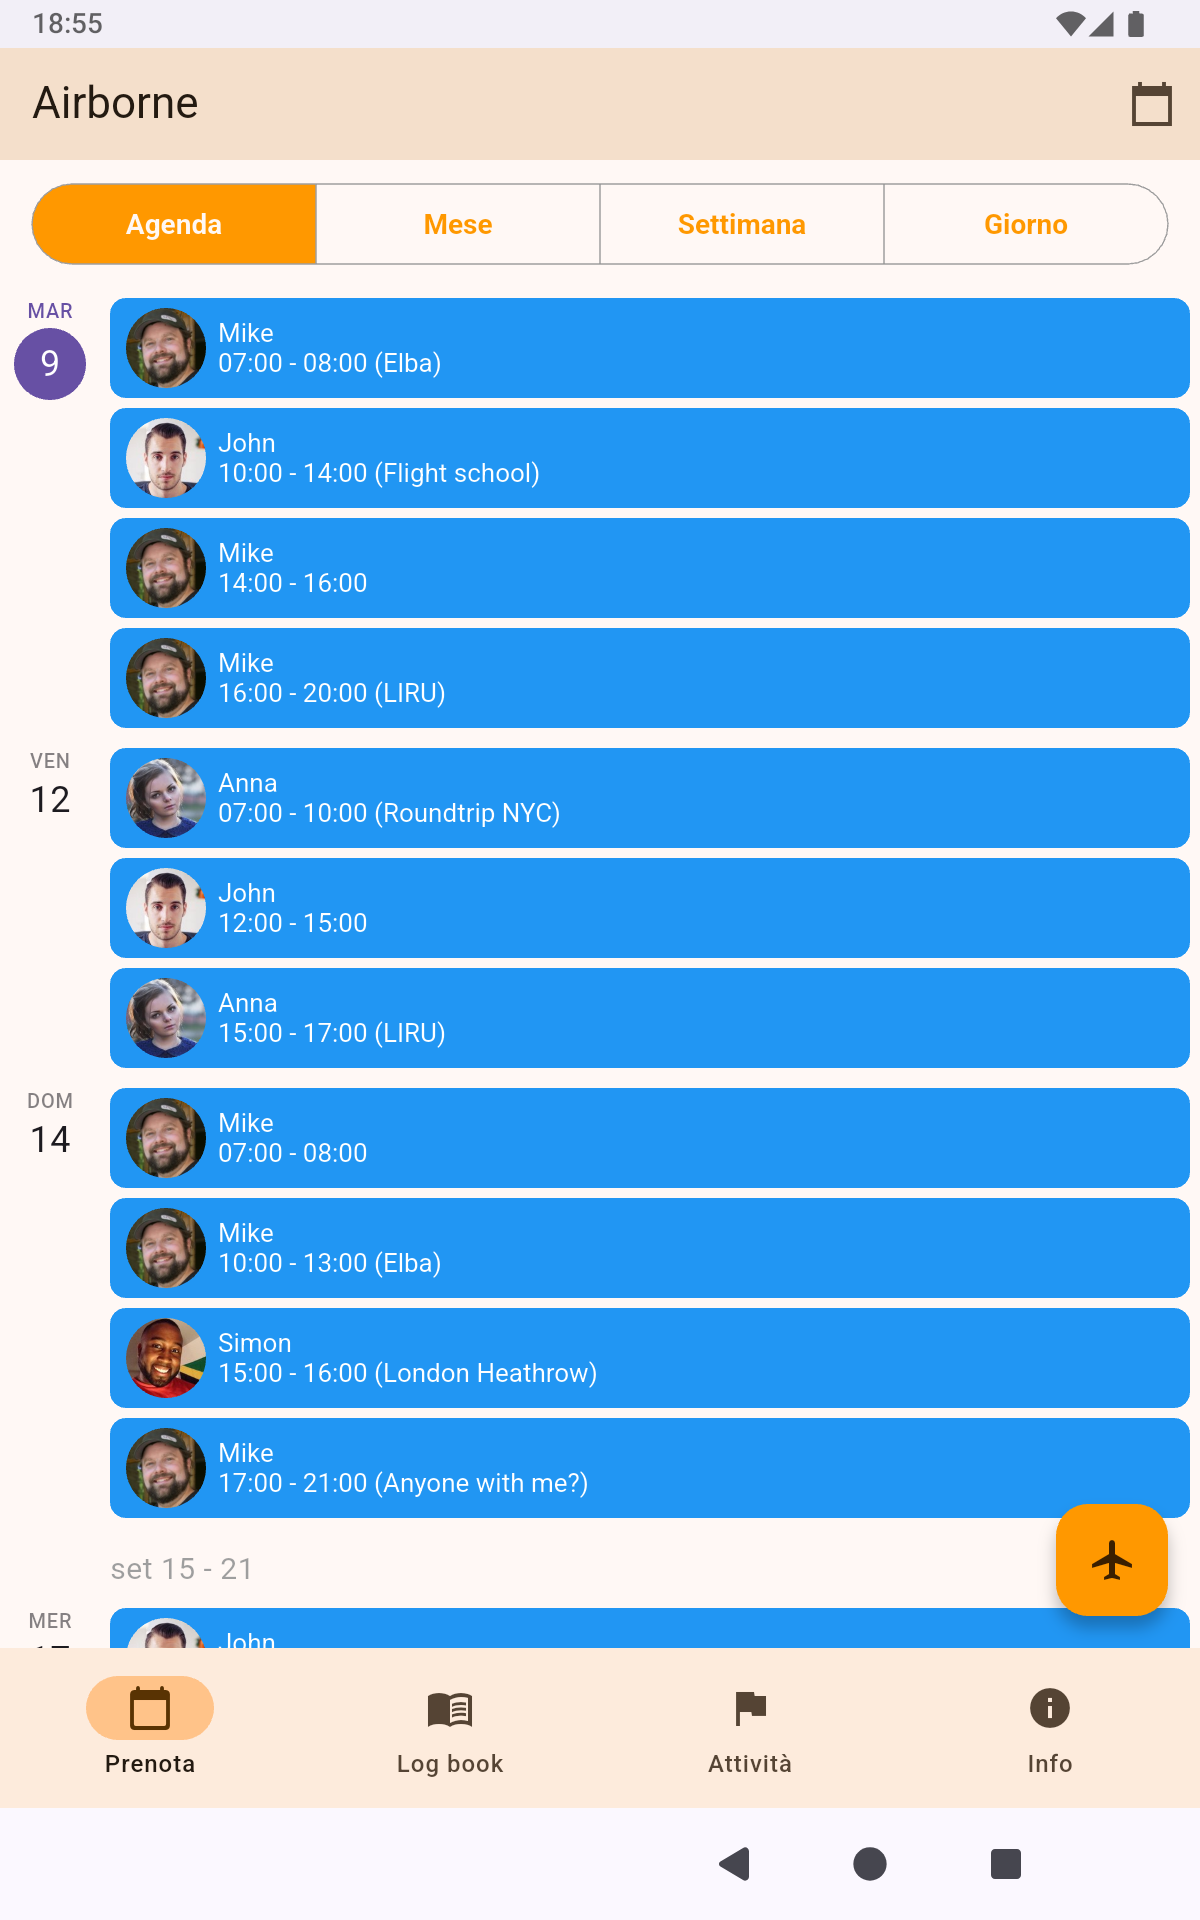 18:55
Airborne
Agenda
Mese
Settimana
Giorno
MAR
9
Mike
07:00 - 08:00 (Elba)
John
10:00 - 14:00 (Flight school)
Mike
14:00 - 16:00
Mike
16:00 - 20:00 (LIRU)
VEN
12
Anna
07:00 - 10:00 (Roundtrip NYC)
John
12:00 - 15:00
Anna
15:00 - 17:00 (LIRU)
DOM
14
Mike
07:00 - 08:00
Mike
10:00 - 13:00 (Elba)
Simon
15:00 - 16:00 (London Heathrow)
Mike
17:00 - 21:00 (Anyone with me?)
set 15 - 21
MER
John
Prenota
Log book
Attività
Info